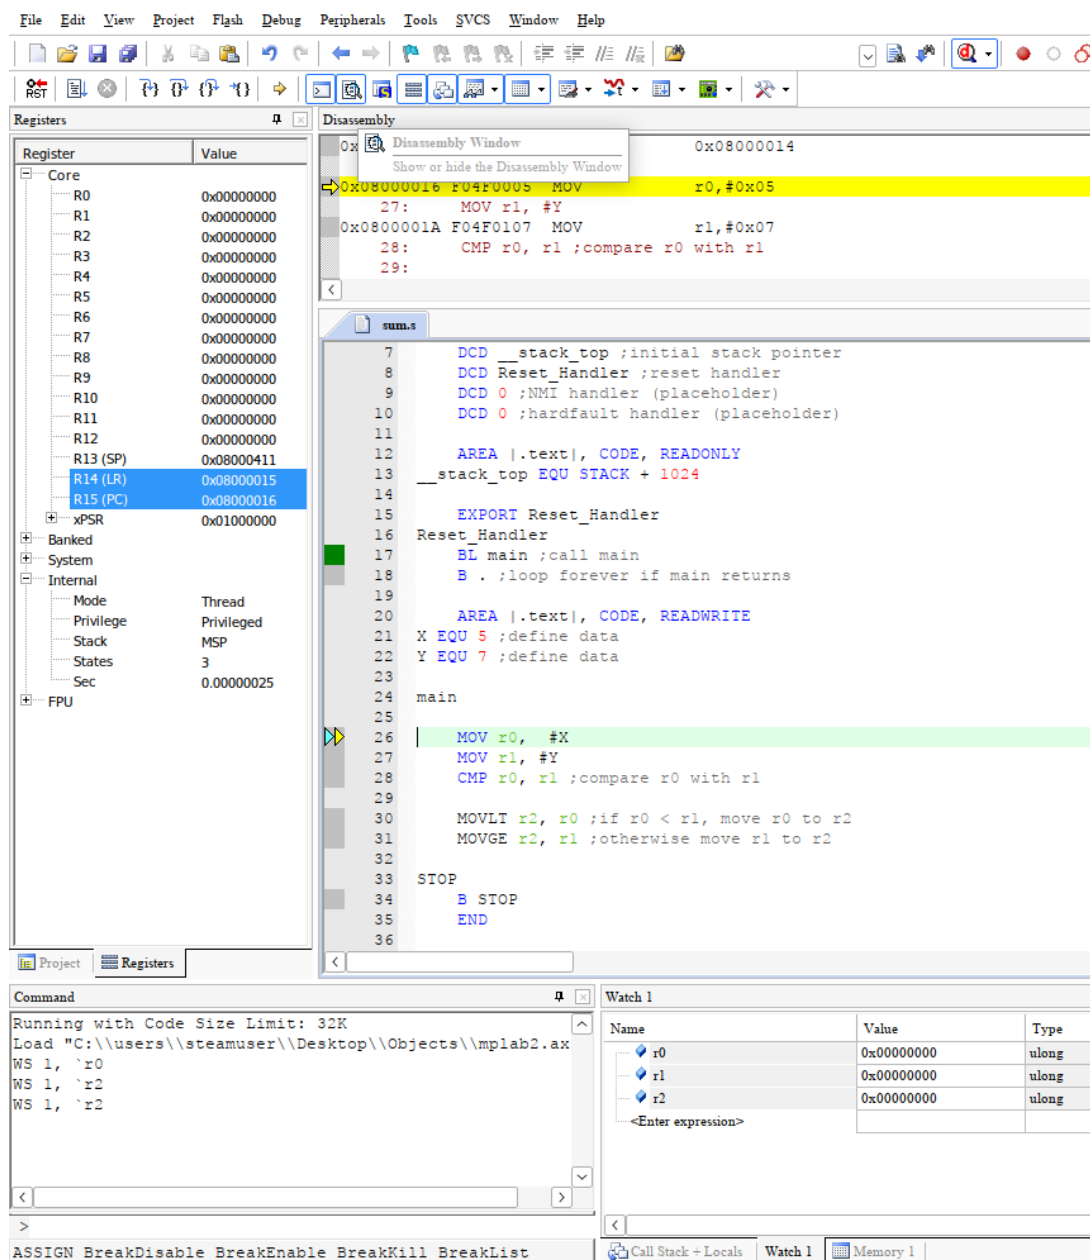 File Edit View Project Flash Debug Peripherals Tools SVCS Window Help
RST
Registers
Register Value
Core
R0 0x00000000
R1 0x00000000
R2 0x00000000
R3 0x00000000
R4 0x00000000
R5 0x00000000
R6 0x00000000
R7 0x00000000
R8 0x00000000
R9 0x00000000
R10 0x00000000
R11 0x00000000
R12 0x00000000
R13 (SP) 0x08000411
R14 (LR) 0x08000015
R15 (PC) 0x08000016
xPSR 0x01000000
Banked
System
Internal
Mode Thread
Privilege Privileged
Stack MSP
States 3
Sec 0.00000025
FPU
Project Registers
Disassembly
0x 0x08000014
Disassembly Window
Show or hide the Disassembly Window
0x08000016 F04F0005 MOV r0,#0x05
27: MOV r1, #Y
0x0800001A F04F0107 MOV r1,#0x07
28: CMP r0, r1 ;compare r0 with r1
29:
sum.s
7 DCD __stack_top ;initial stack pointer
8 DCD Reset_Handler ;reset handler
9 DCD 0 ;NMI handler (placeholder)
10 DCD 0 ;hardfault handler (placeholder)
11
12 AREA |.text|, CODE, READONLY
13 __stack_top EQU STACK + 1024
14
15 EXPORT Reset_Handler
16 Reset_Handler
17 BL main ;call main
18 B . ;loop forever if main returns
19
20 AREA |.text|, CODE, READWRITE
21 X EQU 5 ;define data
22 Y EQU 7 ;define data
23
24 main
25
26 MOV r0, #X
27 MOV r1, #Y
28 CMP r0, r1 ;compare r0 with r1
29
30 MOVLT r2, r0 ;if r0 < r1, move r0 to r2
31 MOVGE r2, r1 ;otherwise move r1 to r2
32
33 STOP
34 B STOP
35 END
36
Command
Running with Code Size Limit: 32K
Load "C:\\users\\steamuser\\Desktop\\Objects\\mplab2.ax
WS 1, `r0
WS 1, `r2
WS 1, `r2
>
ASSIGN BreakDisable BreakEnable BreakKill BreakList
Watch 1
Name Value Type
r0 0x00000000 ulong
r1 0x00000000 ulong
r2 0x00000000 ulong
<Enter expression>
Call Stack + Locals Watch 1 Memory 1